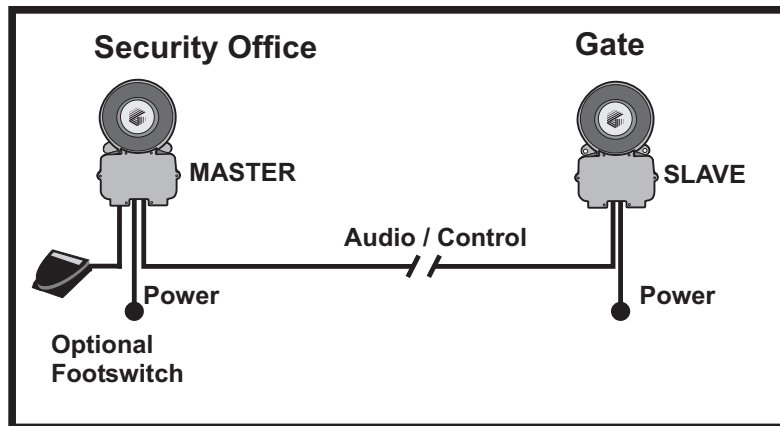 Security Office
Gate
MASTER
SLAVE
Audio / Control
Power
Power
Optional
Footswitch